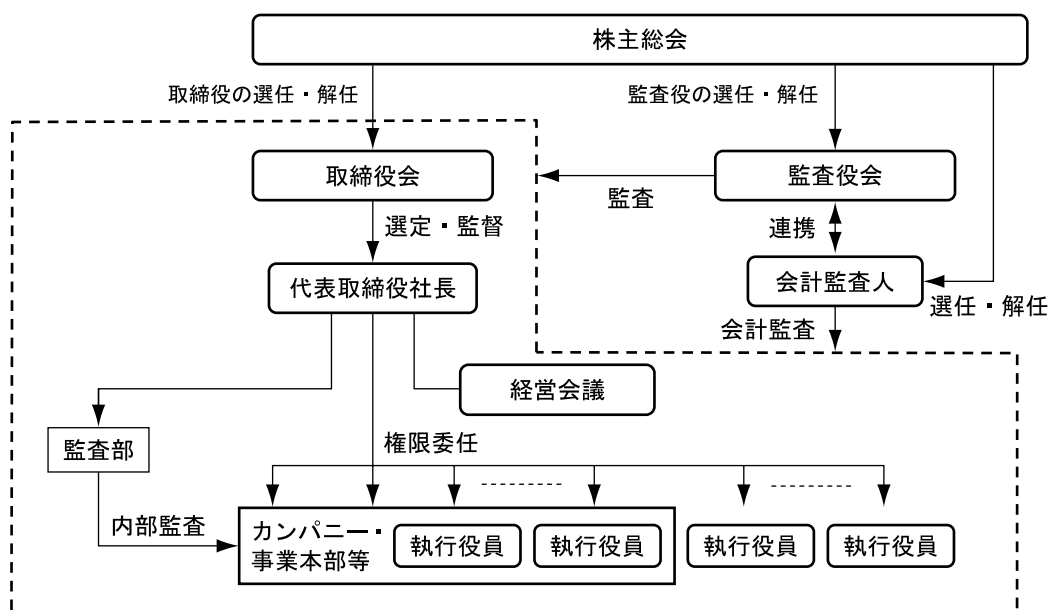 株主総会
取締役の選任・解任
監査役の選任・解任
取締役会
監査
監査役会
選定・監督
連携
代表取締役社長
会計監査人
選任・解任
会計監査
経営会議
監査部
権限委任
内部監査
カンパニー・
事業本部等
執行役員
執行役員
執行役員
執行役員